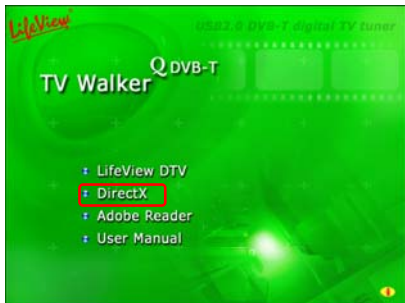 LifeView
USB2.0 DVB-T digital TV tuner
TV Walker Q DVB-T
LifeView DTV
DirectX
Adobe Reader
User Manual